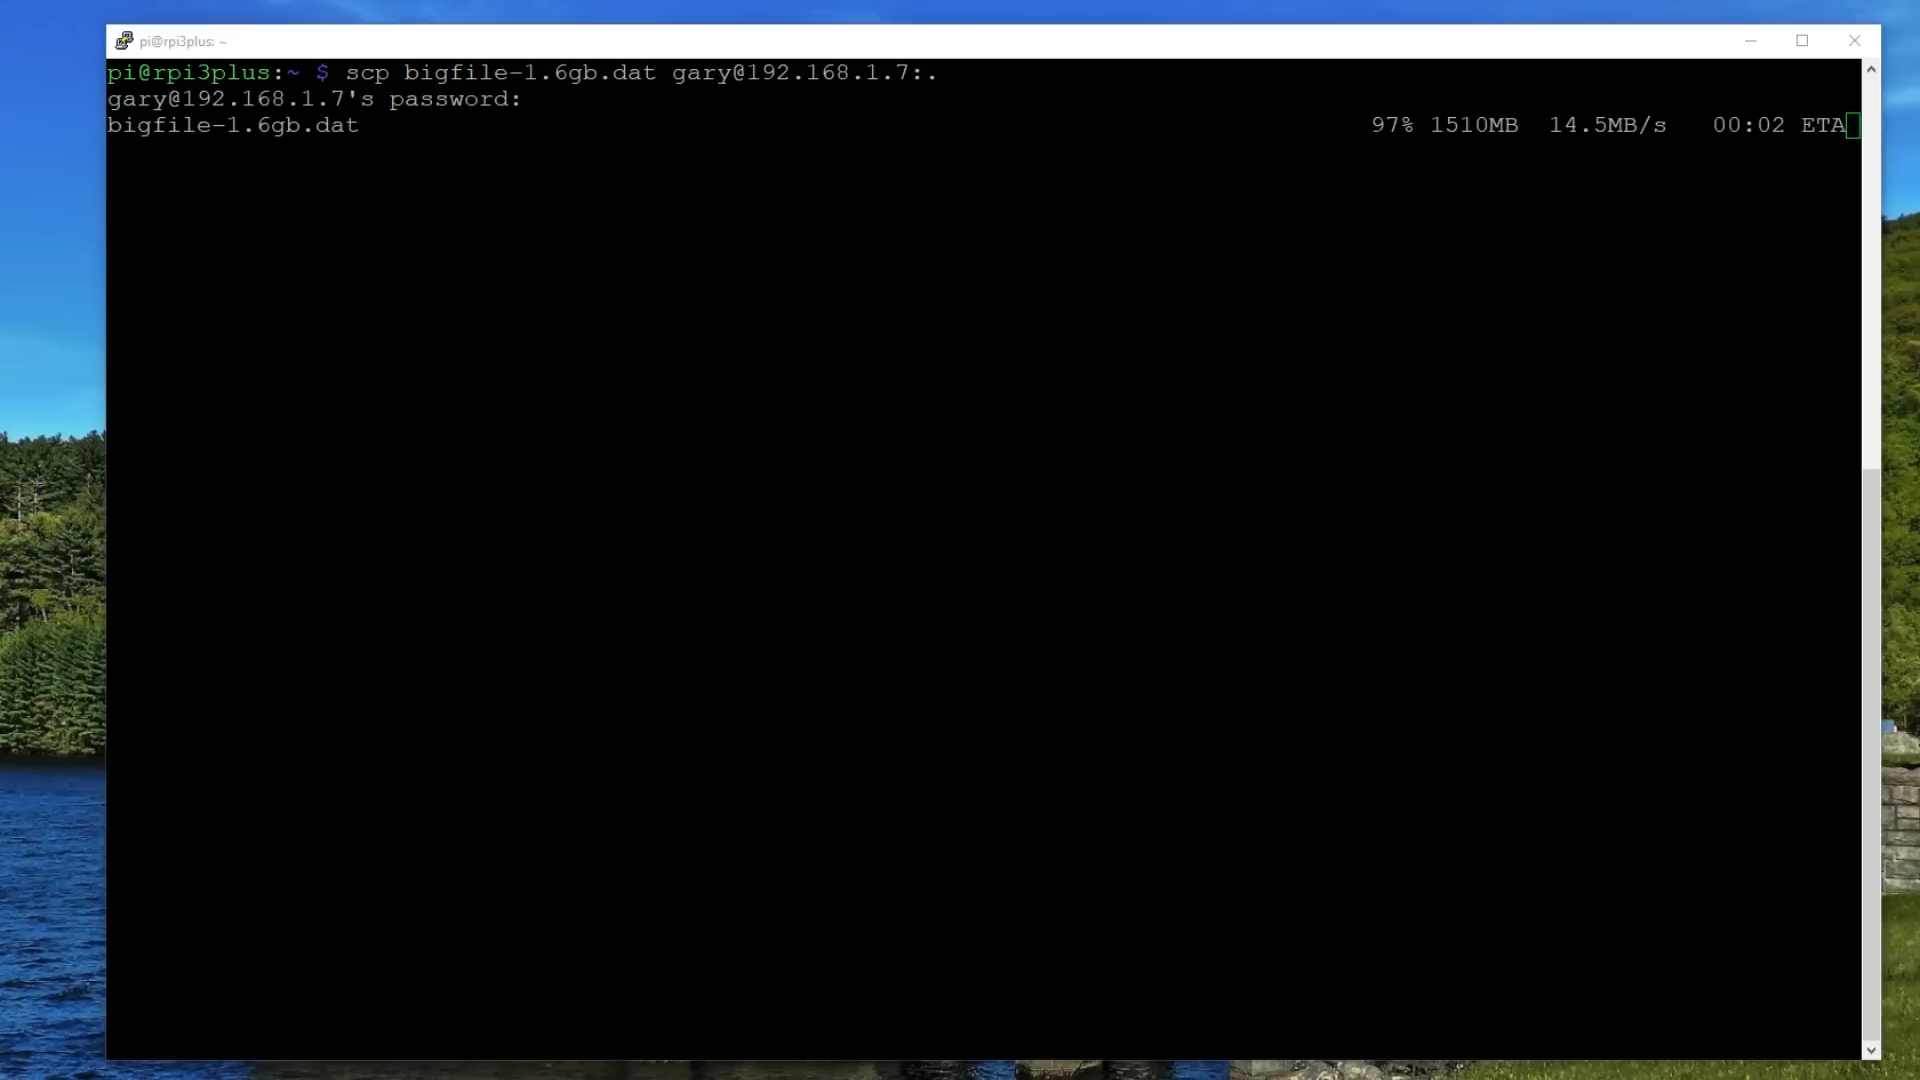 pi@rpi3plus: ~
pi@rpi3plus:~ $ scp bigfile-1.6gb.dat gary@192.168.1.7:.
gary@192.168.1.7's password:
bigfile-1.6gb.dat 97% 1510MB 14.5MB/s 00:02 ETA